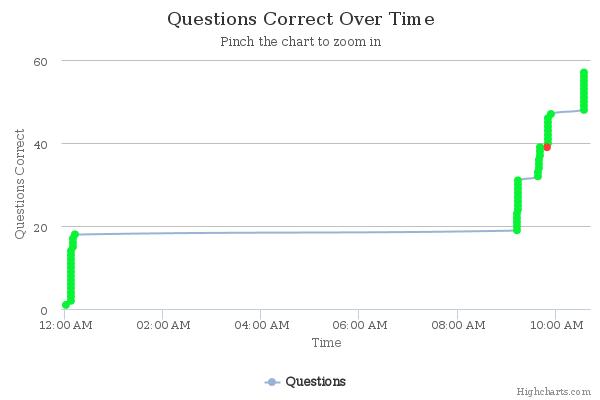 Questions Correct Over Time
Pinch the chart to zoom in
Questions Correct
60
40
20
0
12:00 AM 02:00 AM 04:00 AM 06:00 AM 08:00 AM 10:00 AM
Time
Questions
Highcharts.com